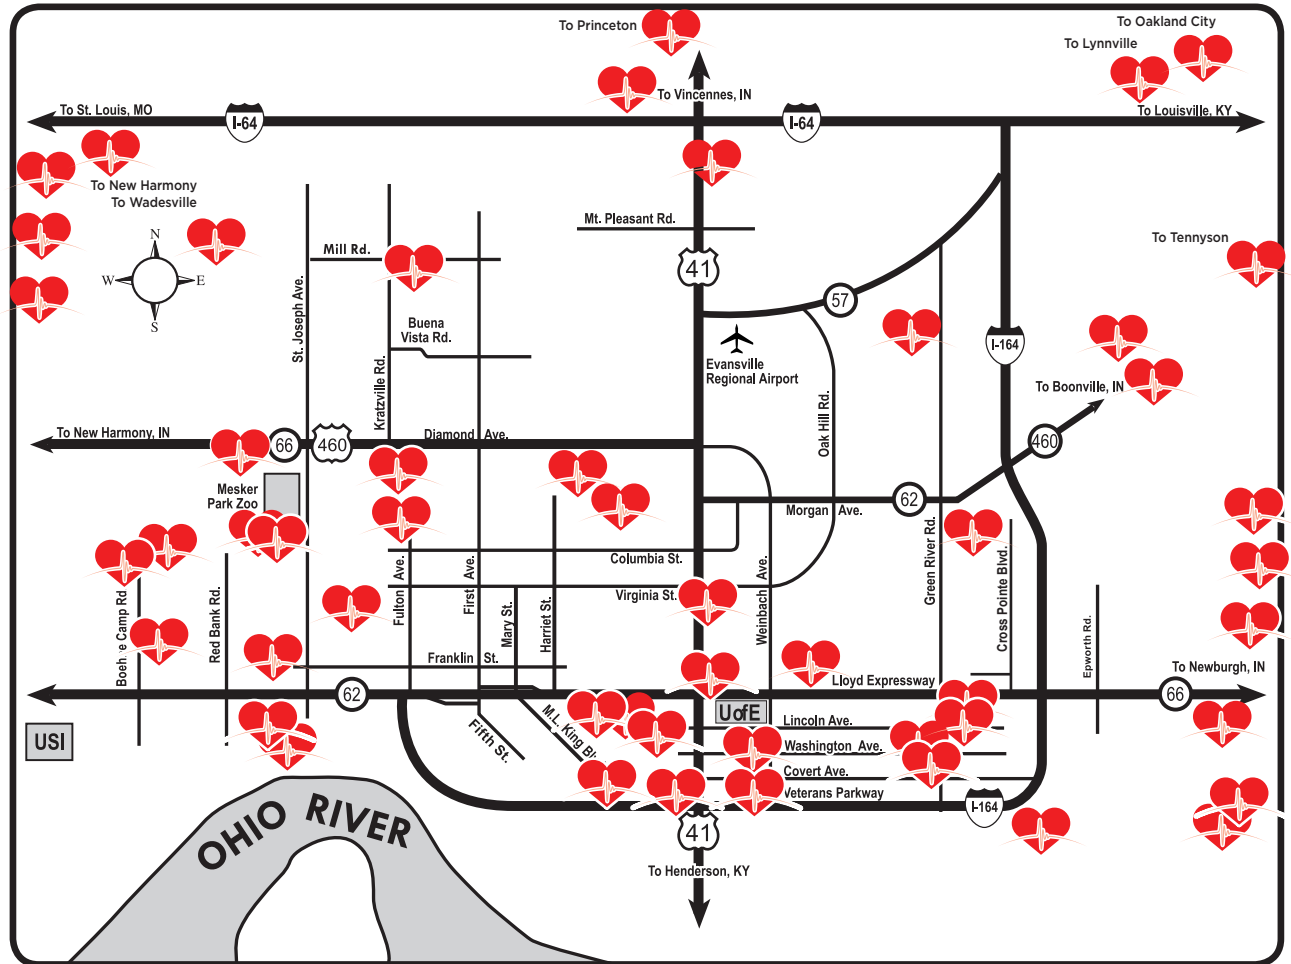 To Oakland City
To Princeton
To Lynnville
To Vincennes, IN
To St. Louis, MO
I-64
I-64
To Louisville, KY
To New Harmony
To Wadesville
N
W
E
S
Mt. Pleasant Rd.
To Tennyson
Mill Rd.
41
57
St. Joseph Ave.
Buena
Vista Rd.
Kratzville Rd.
Evansville
Regional Airport
I-164
To Boonville, IN
Oak Hill Rd.
To New Harmony, IN
66
460
Diamond Ave.
460
Mesker
Park Zoo
62
Morgan Ave.
Green River Rd.
Columbia St.
Cross Pointe Blvd.
Virginia St.
Weinbach Ave.
Fulton Ave.
First Ave.
Mary St.
Harriet St.
Red Bank Rd.
Camp Rd
Epworth Rd.
Franklin St.
To Newburgh, IN
Lloyd Expressway
62
66
UofE
Lincoln Ave.
USI
Fifth St.
M.L. King
Washington Ave.
Covert Ave.
Veterans Parkway
I-164
OHIO RIVER
41
To Henderson, KY